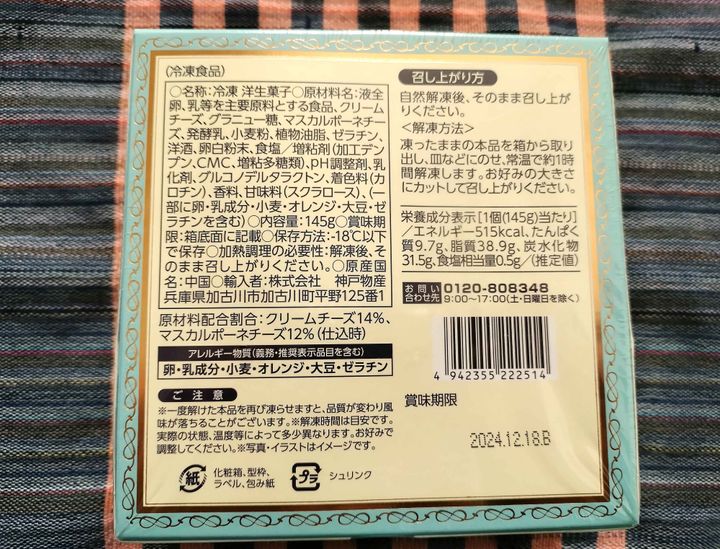 (冷凍食品)
○名称:冷凍 洋生菓子○原材料名:液全
卵、乳等を主要原料とする食品、クリーム
チーズ、グラニュー糖、マスカルポーネチー
ズ、発酵乳、小麦粉、植物油脂、ゼラチン、
洋酒、卵白粉末、食塩/増粘剤(加工デン
プン、CMC、増粘多糖類)、pH調整剤、乳
化剤、グルコノデルタラクトン、着色料(カ
ロチン)、香料、甘味料(スクラロース)、(一
部に卵・乳成分・小麦・オレンジ・大豆・ゼ
ラチンを含む)○内容量:145g○賞味期
限:箱底面に記載○保存方法:-18℃以下
で保存○加熱調理の必要性:解凍後、そ
のままお召し上がりください。○原産国
名:中国○輸入者:株式会社 神戸物産
兵庫県加古川市加古川町平野125番1
原材料配合割合:クリームチーズ14%、
マスカルポーネチーズ12%(仕込時)
アレルギー物質(義務・推奨表示品目を含む)
卵・乳成分・小麦・オレンジ・大豆・ゼラチン
ご注意
※一度解けた本品を再び凍らせますと、品質が変わり風
味が落ちることがございます。※解凍時間は目安です。
実際の状態、温度等によって多少異なります。お好みで
調整してください。※写真・イラストはイメージです。
紙
化粧箱、型枠、
ラベル、包み紙
プラ
シュリンク
召し上がり方
自然解凍後、そのまま召し上が
りください。
<解凍方法>
凍ったままの本品を箱から取り
出し、皿などにのせ、常温で約1時
間解凍します。お好みの大きさ
にカットして召し上がりください。
栄養成分表示[1個(145g)当たり]
/エネルギー515kcal、たんぱく
質9.7g、脂質38.9g、炭水化物
31.5g、食塩相当量0.5g/(推定値)
お問い
合わせ先
0120-808348
9:00~17:00(土・日曜日を除く)
4 942355 222514
賞味期限
2024.12.18.B